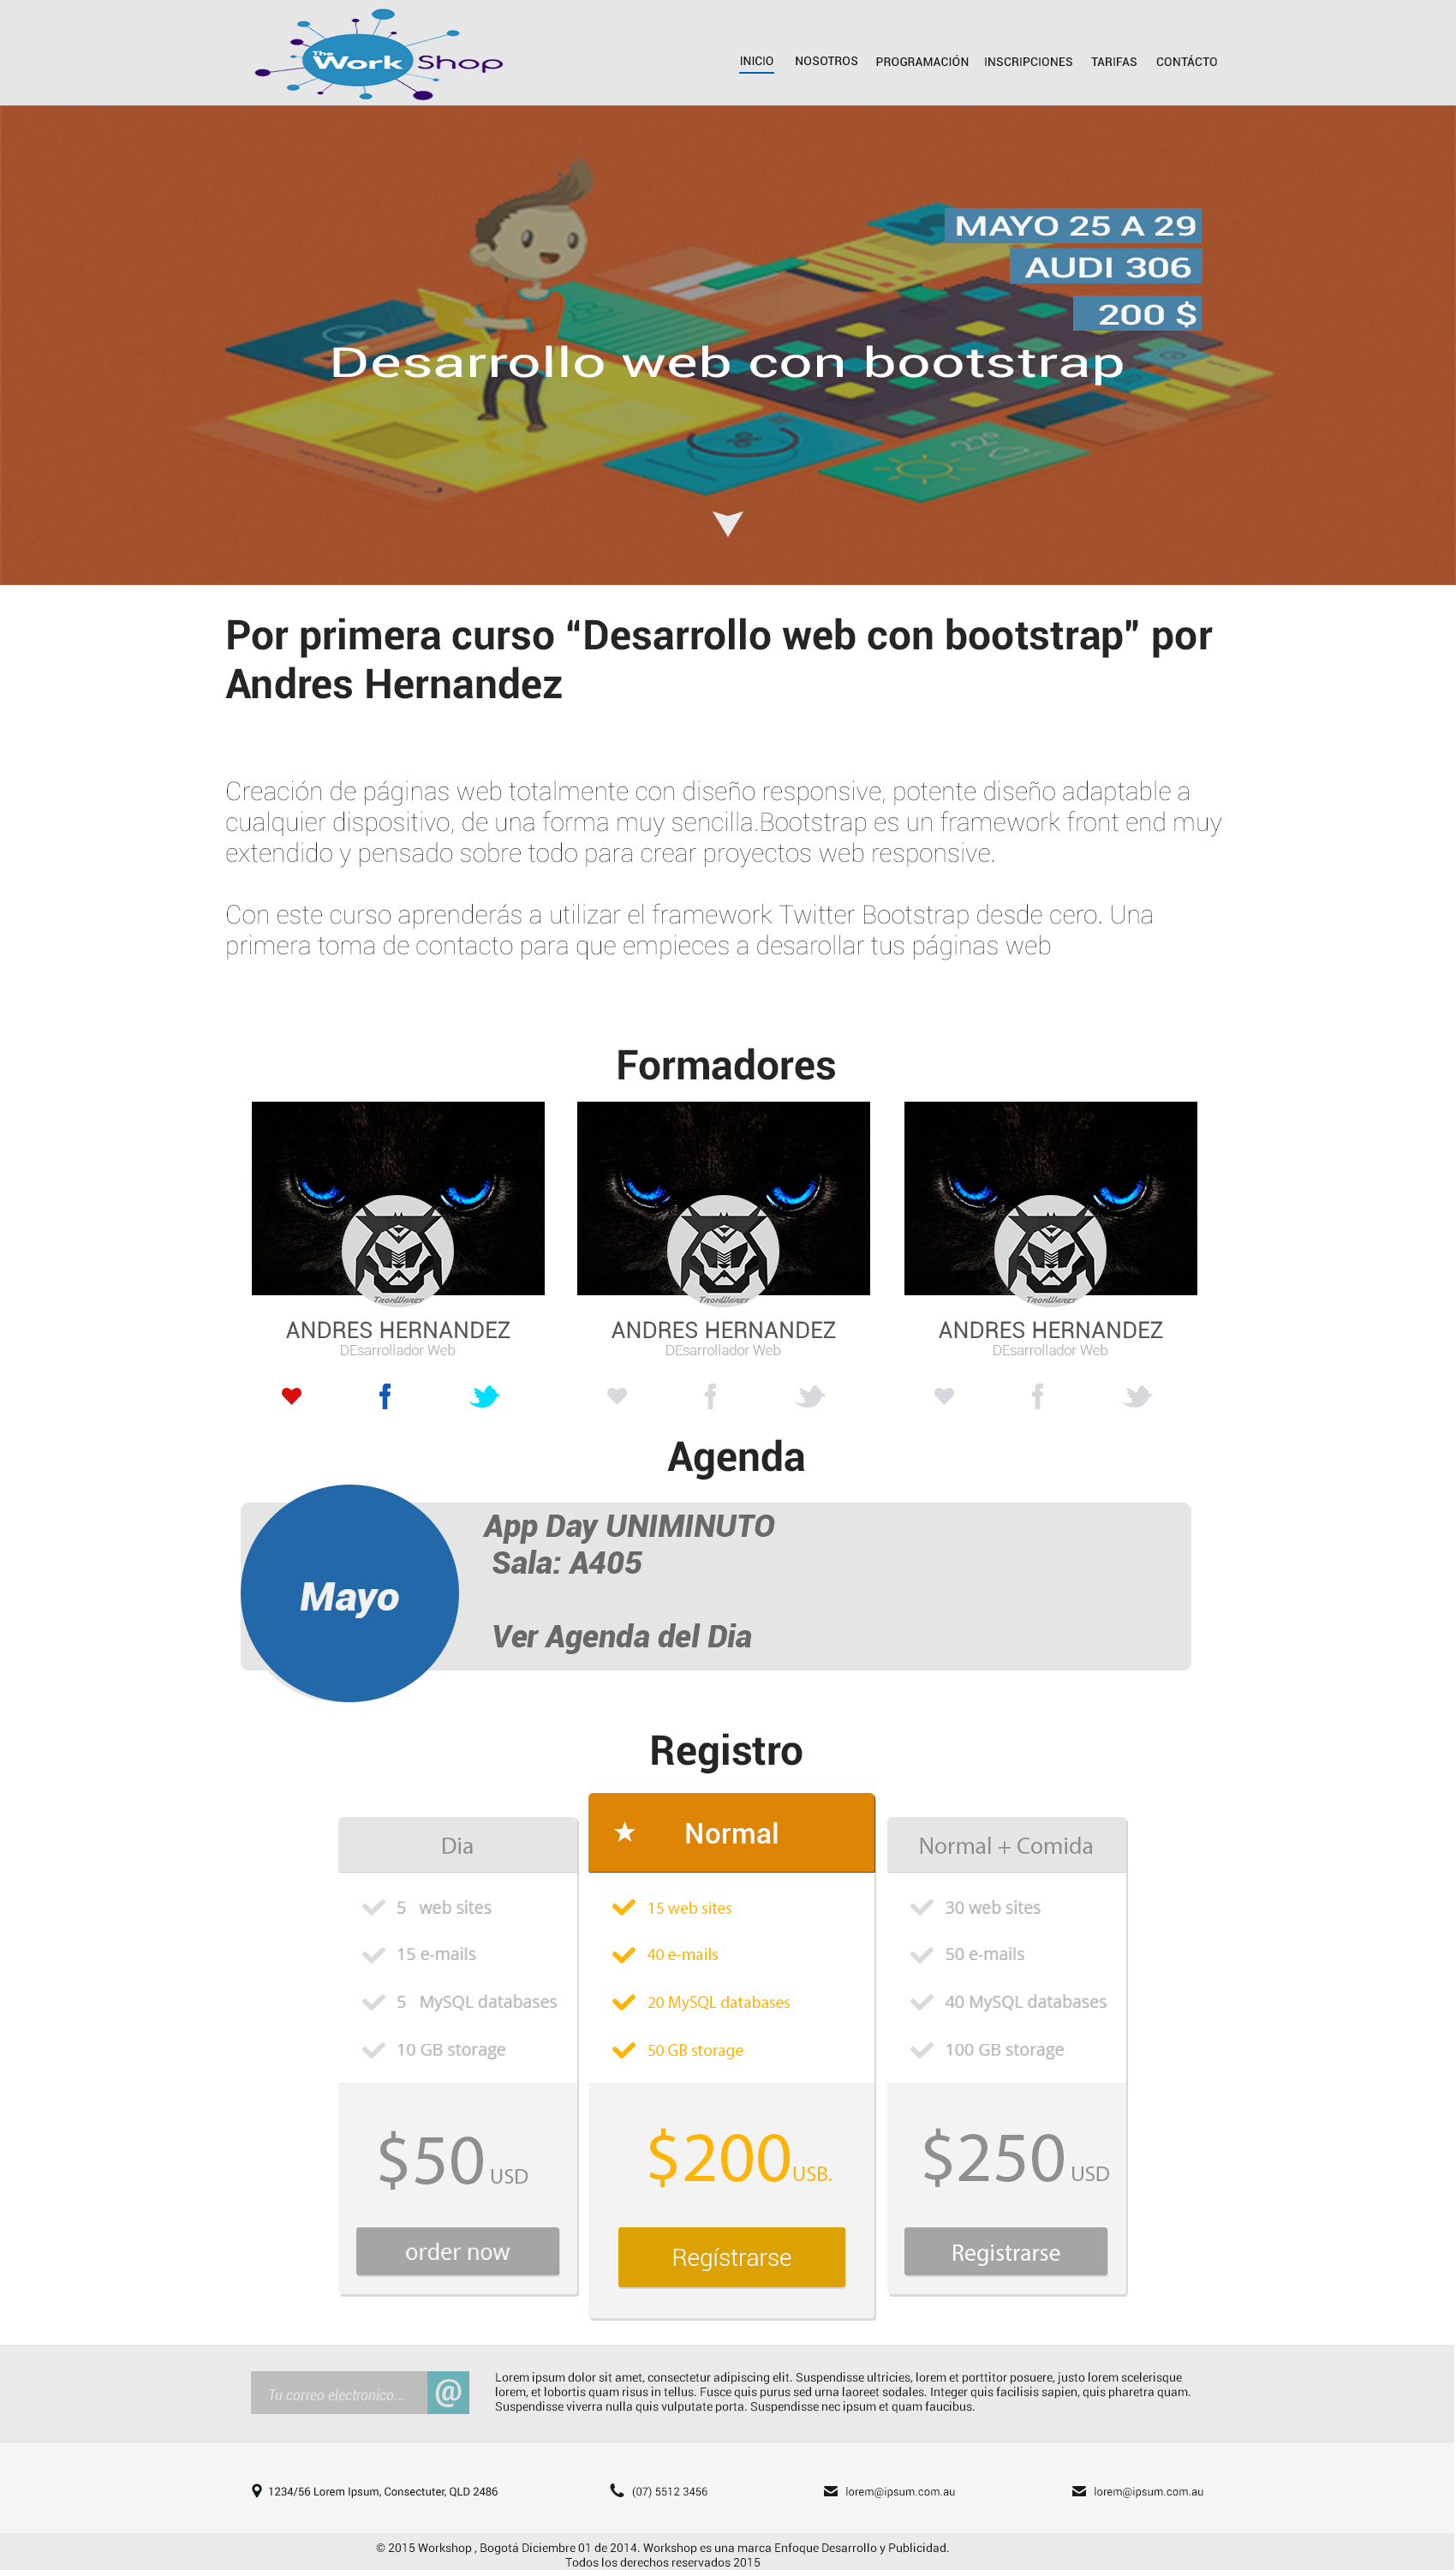 The
Work Shop
INICIO NOSOTROS PROGRAMACIÓN INSCRIPCIONES TARIFAS CONTÁCTO
MAYO 25 A 29
AUDI 306
200 $
Desarrollo web con bootstrap
22°
Por primera curso “Desarrollo web con bootstrap” por
Andres Hernandez
Creación de páginas web totalmente con diseño responsive, potente diseño adaptable a
cualquier dispositivo, de una forma muy sencilla.Bootstrap es un framework front end muy
extendido y pensado sobre todo para crear proyectos web responsive.
Con este curso aprenderás a utilizar el framework Twitter Bootstrap desde cero. Una
primera toma de contacto para que empieces a desarollar tus páginas web
Formadores
TronWares TronWares TronWares
ANDRES HERNANDEZ ANDRES HERNANDEZ ANDRES HERNANDEZ
DEsarrollador Web DEsarrollador Web DEsarrollador Web
Agenda
Mayo
App Day UNIMINUTO
Sala: A405
Ver Agenda del Dia
Registro
Dia
5 web sites
15 e-mails
5 MySQL databases
10 GB storage
$50 USD
order now
Normal
15 web sites
40 e-mails
20 MySQL databases
50 GB storage
$200 USB.
Regístrarse
Normal + Comida
30 web sites
50 e-mails
40 MySQL databases
100 GB storage
$250 USD
Registrarse
Tu correo electronico... @
Lorem ipsum dolor sit amet, consectetur adipiscing elit. Suspendisse ultricies, lorem et porttitor posuere, justo lorem scelerisque
lorem, et lobortis quam risus in tellus. Fusce quis purus sed urna laoreet sodales. Integer quis facilisis sapien, quis pharetra quam.
Suspendisse viverra nulla quis vulputate porta. Suspendisse nec ipsum et quam faucibus.
1234/56 Lorem Ipsum, Consectuter, QLD 2486 (07) 5512 3456 lorem@ipsum.com.au lorem@ipsum.com.au
© 2015 Workshop , Bogotá Diciembre 01 de 2014. Workshop es una marca Enfoque Desarrollo y Publicidad.
Todos los derechos reservados 2015